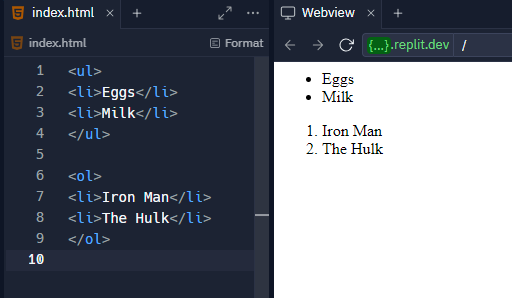 index.html
index.html
Format
1 <ul>
2 <li>Eggs</li>
3 <li>Milk</li>
4 </ul>
5
6 <ol>
7 <li>Iron Man</li>
8 <li>The Hulk</li>
9 </ol>
10
Webview
{...}.replit.dev /
• Eggs
• Milk
1. Iron Man
2. The Hulk